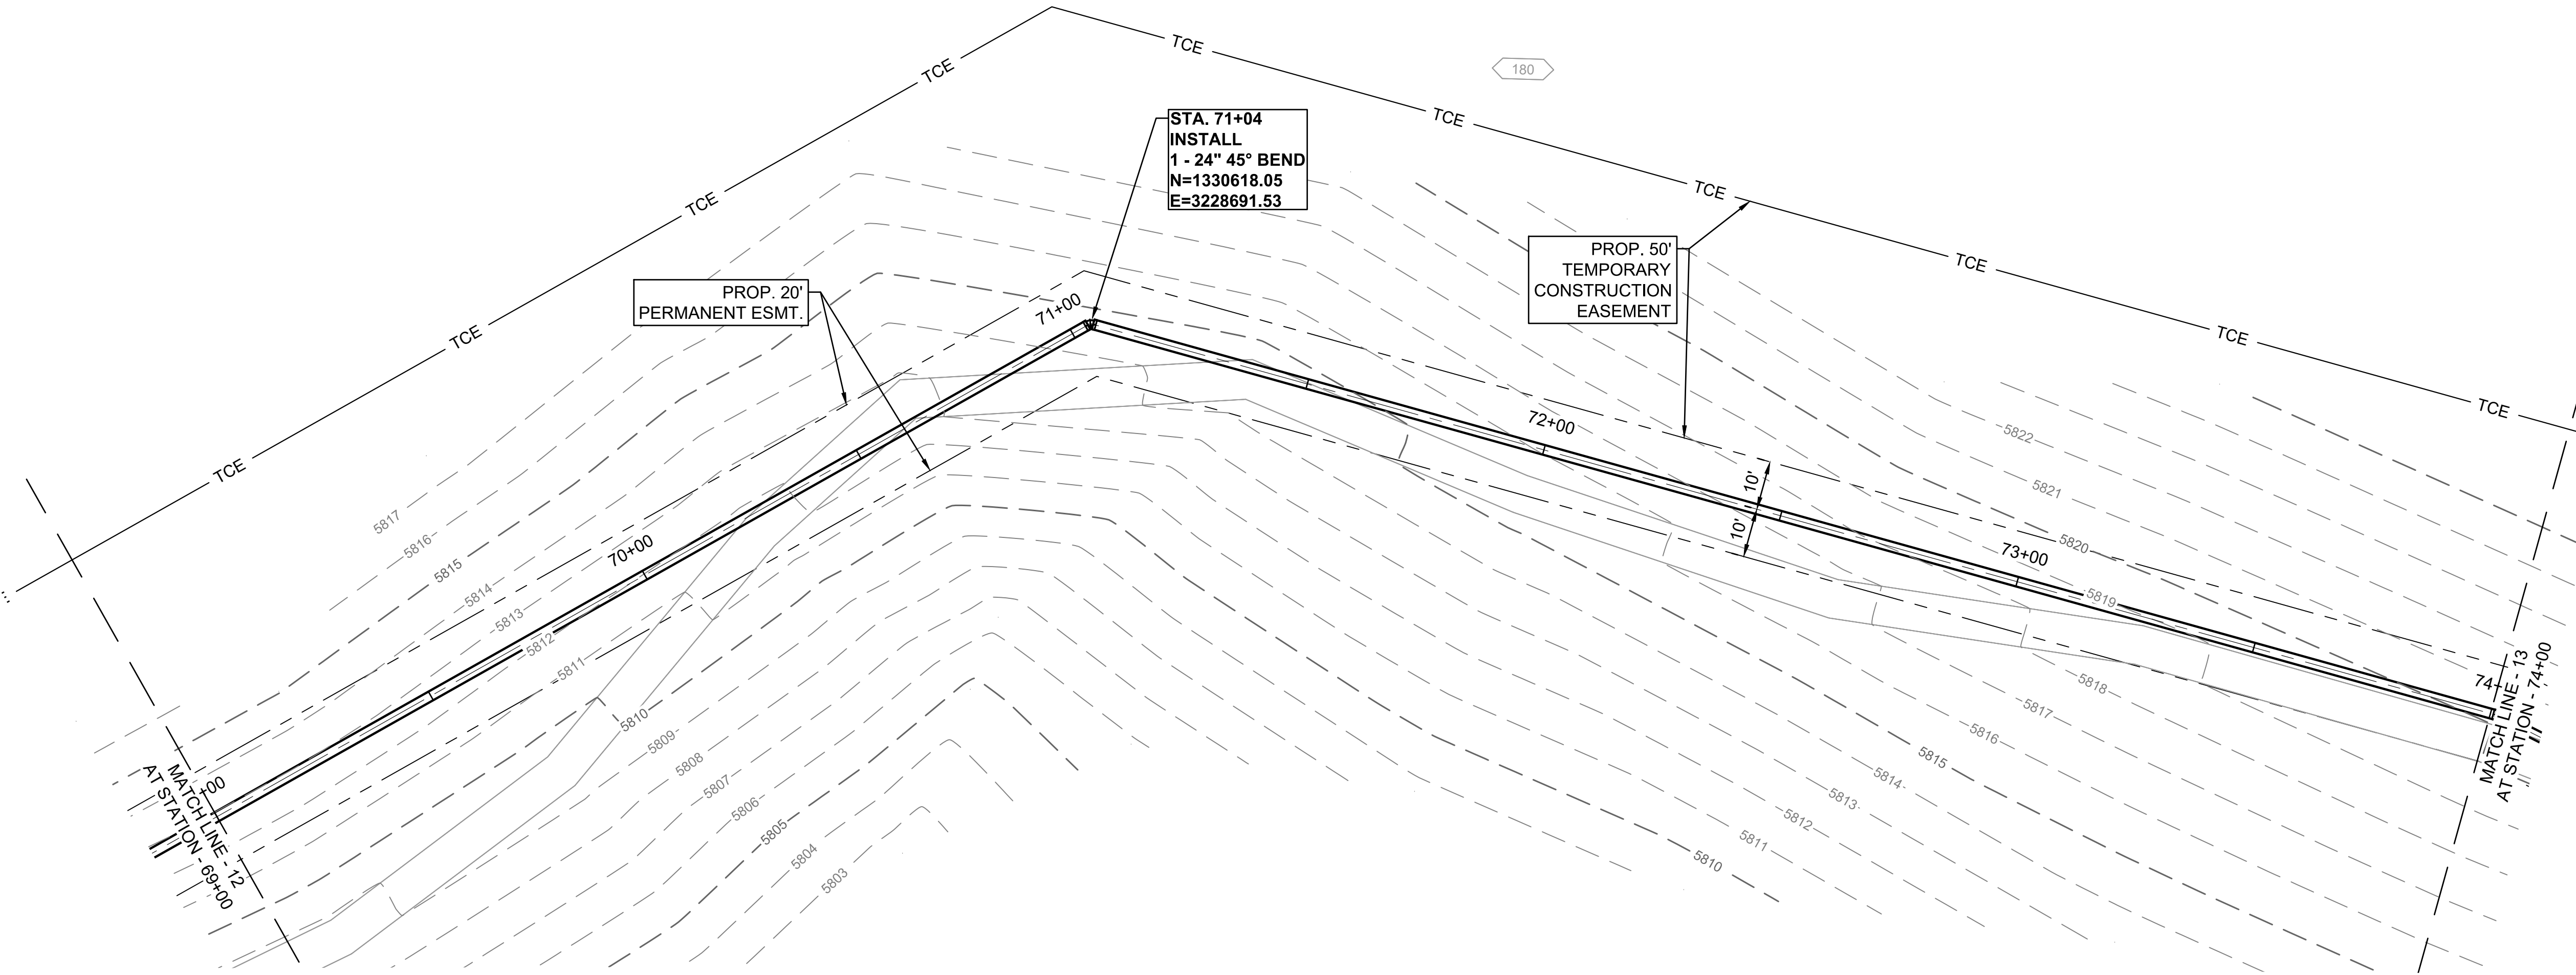 TCE
TCE
180
TCE
TCE
STA. 71+04
INSTALL
1 - 24" 45° BEND
N=1330618.05
E=3228691.53
TCE
TCE
PROP. 50'
TEMPORARY
CONSTRUCTION
EASEMENT
TCE
PROP. 20'
PERMANENT ESMT.
71+00
TCE
TCE
TCE
TCE
72+00
5822
10'
5821
10'
5817
5816
70+00
5820
73+00
5815
5814
5819
5813
5812
5811
5818
74+
MATCH LINE - 13
AT STATION - 74+00
5810
5817
5809
5816
5808
5815
+00
MATCH LINE - 12
AT STATION - 69+00
5807
5814
5806
5813
5805
5812
5804
5811
5803
5810